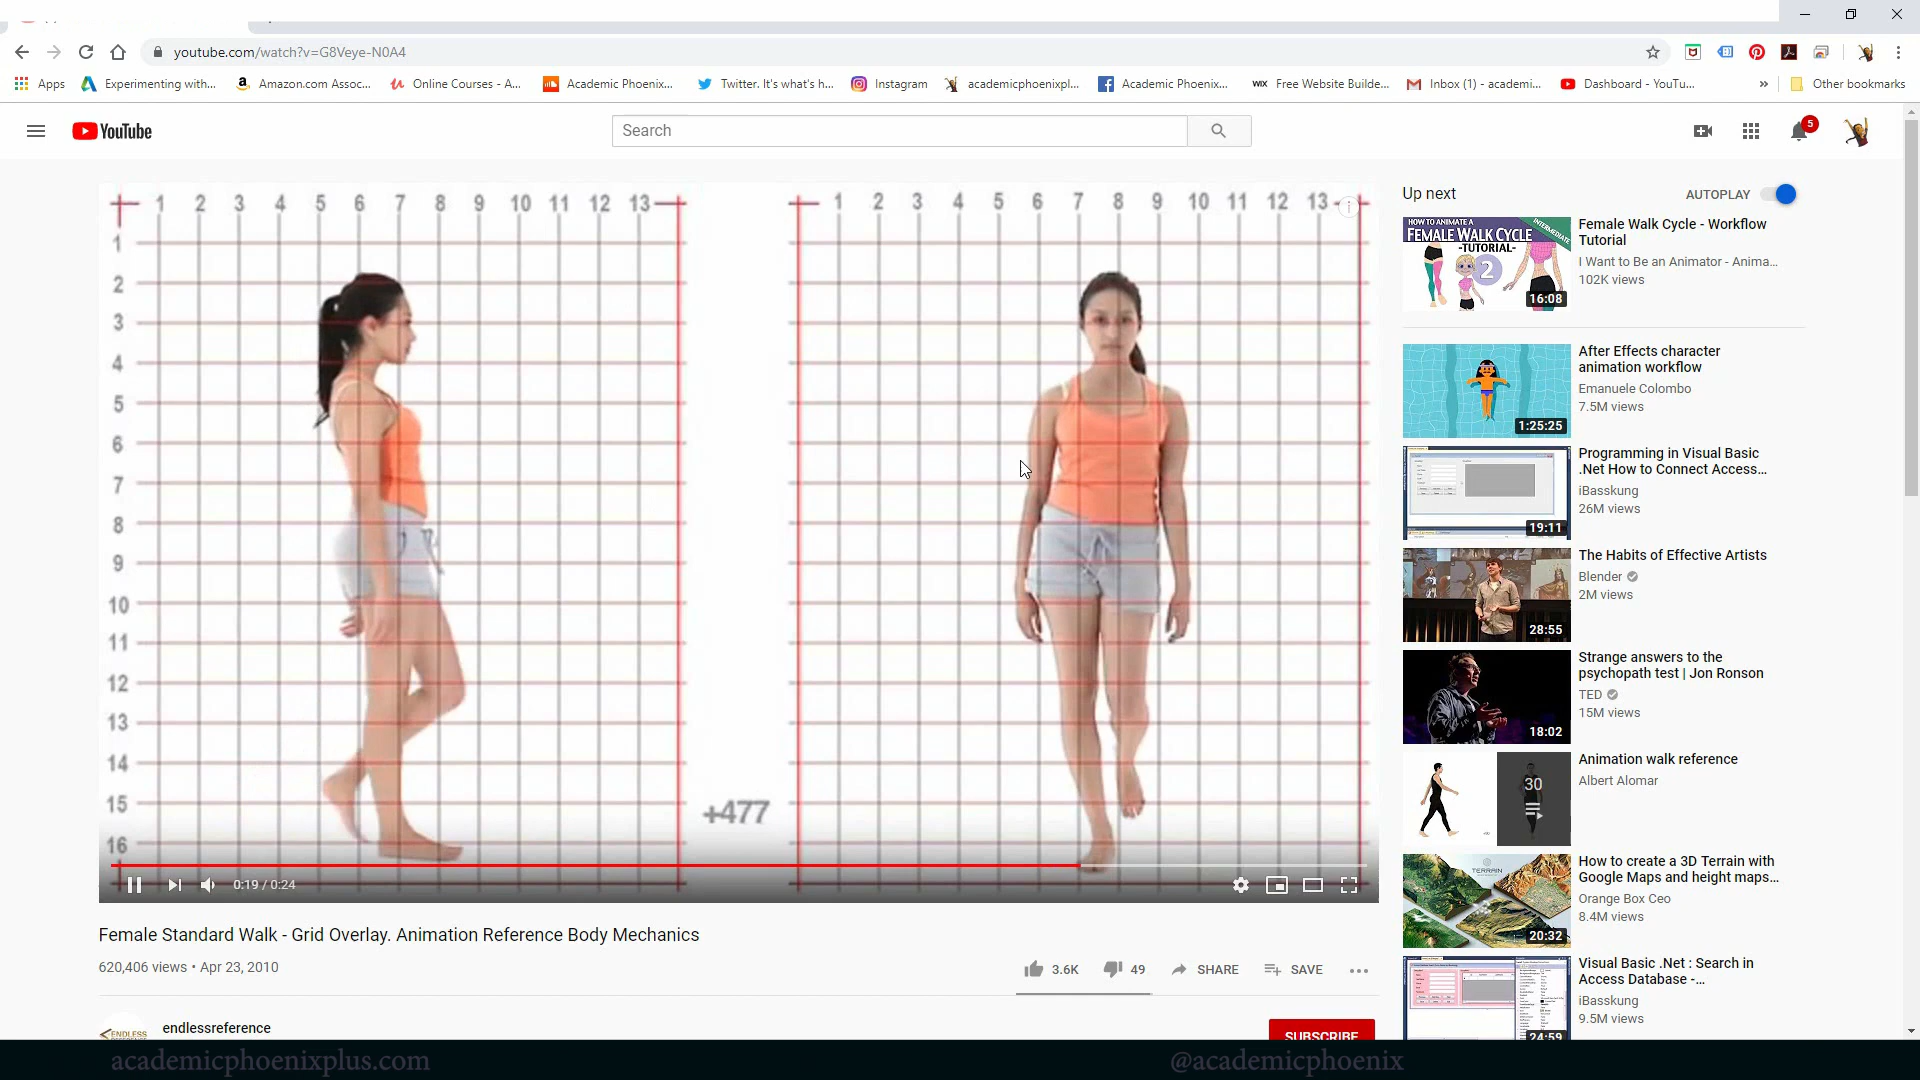 youtube.com/watch?v=G8Veye-N0A4
Apps Experimenting with... Amazon.com Assoc... Online Courses - A... Academic Phoenix... Twitter. It's what's h... Instagram academicphoenixpl... Academic Phoenix... WIX Free Website Builde... Inbox (1) - academi... Dashboard - YouTu... » Other bookmarks
YouTube
Search
5
1 2 3 4 5 6 7 8 9 10 11 12 13
1 2 3 4 5 6 7 8 9 10 11 12 13
1
2
3
4
5
6
7
8
9
10
11
12
13
14
15
16
+477
0:19 / 0:24
Female Standard Walk - Grid Overlay. Animation Reference Body Mechanics
620,406 views • Apr 23, 2010
3.6K 49 SHARE SAVE
ENDLESS
endlessreference
SUBSCRIBE
Up next AUTOPLAY
HOW TO ANIMATE A
FEMALE WALK CYCLE
-TUTORIAL-
INTERMEDIATE
2
16:08
Female Walk Cycle - Workflow
Tutorial
I Want to Be an Animator - Anima...
102K views
1:25:25
After Effects character
animation workflow
Emanuele Colombo
7.5M views
19:11
Programming in Visual Basic
.Net How to Connect Access...
iBasskung
26M views
28:55
The Habits of Effective Artists
Blender
2M views
18:02
Strange answers to the
psychopath test | Jon Ronson
TED
15M views
30
Animation walk reference
Albert Alomar
TERRAIN
20:32
How to create a 3D Terrain with
Google Maps and height maps...
Orange Box Ceo
8.4M views
24:59
Visual Basic .Net : Search in
Access Database -...
iBasskung
9.5M views
academicphoenixplus.com
@academicphoenix